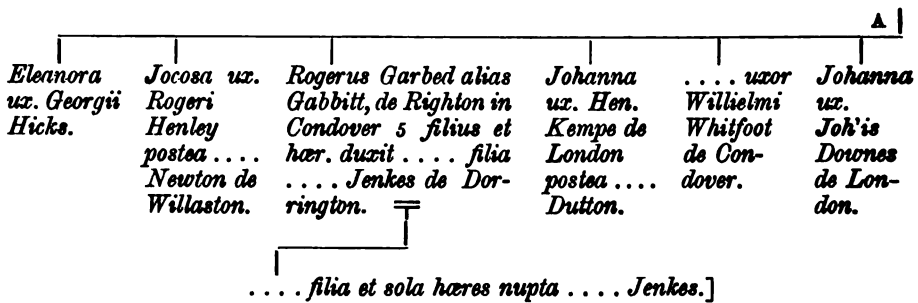 A
Eleanora
ux. Georgii
Hicks.
Jocosa ux.
Rogeri
Henley
postea ....
Newton de
Willaston.
Rogerus Garbed alias
Gabbitt, de Righton in
Condover 5 filius et
hær. duxit .... filia
.... Jenkes de Dor-
rington.
Johanna
ux. Hen.
Kempe de
London
postea ....
Dutton.
.... uxor
Willielmi
Whitfoot
de Con-
dover.
Johanna
ux.
Joh'is
Downes
de Lon-
don.
.... filia et sola hæres nupta .... Jenkes.]